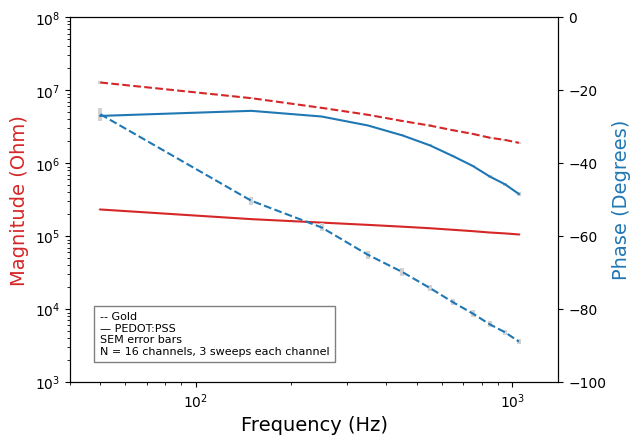 10^8
10^7
10^6
10^5
10^4
10^3
Magnitude (Ohm)
0
−20
−40
−60
−80
−100
Phase (Degrees)
-- Gold
— PEDOT:PSS
SEM error bars
N = 16 channels, 3 sweeps each channel
10^2
10^3
Frequency (Hz)